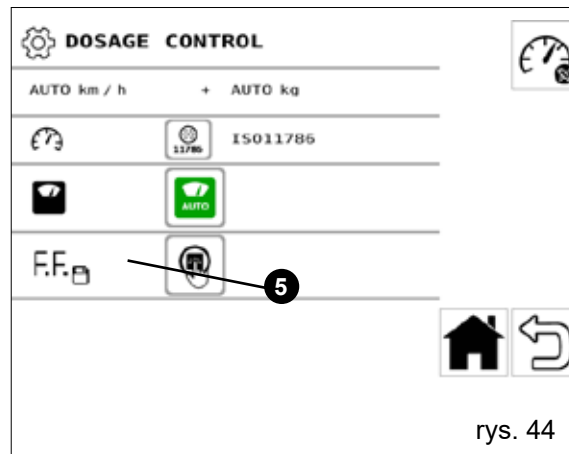 DOSAGE CONTROL
AUTO km / h + AUTO kg
11786 ISO11786
AUTO
F.F.
5
rys. 44